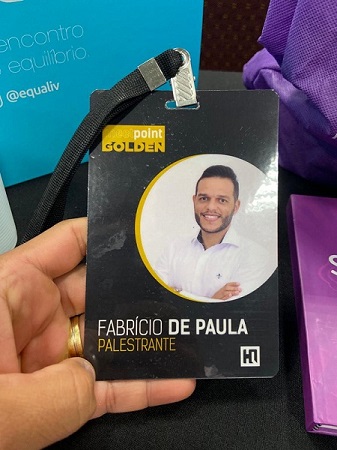 encontro
equilíbrio.
@equaliv
point
GOLDEN
FABRÍCIO DE PAULA
PALESTRANTE
S